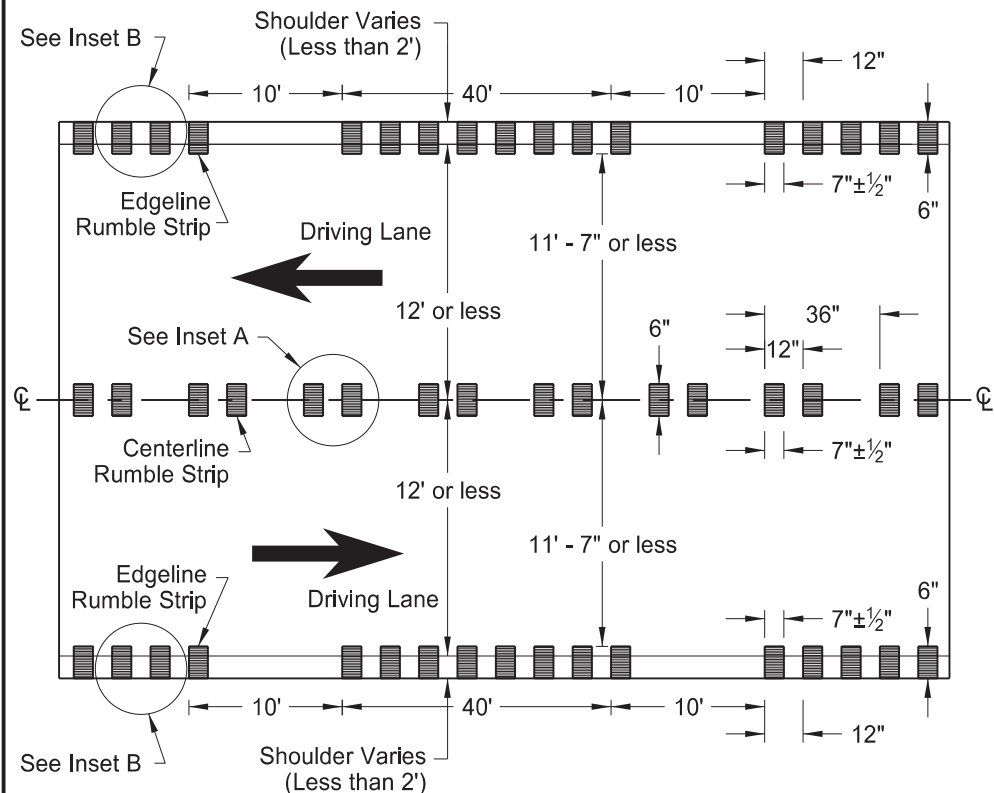 Shoulder Varies
(Less than 2')
See Inset B
12"
10'
40'
10'
Edgeline
Rumble Strip
7"±½"
6"
Driving Lane
11' - 7" or less
12' or less
36"
See Inset A
6"
12"
℄
℄
Centerline
Rumble Strip
7"±½"
12' or less
11' - 7" or less
Edgeline
Rumble Strip
Driving Lane
6"
7"±½"
10'
40'
10'
12"
See Inset B
Shoulder Varies
(Less than 2')